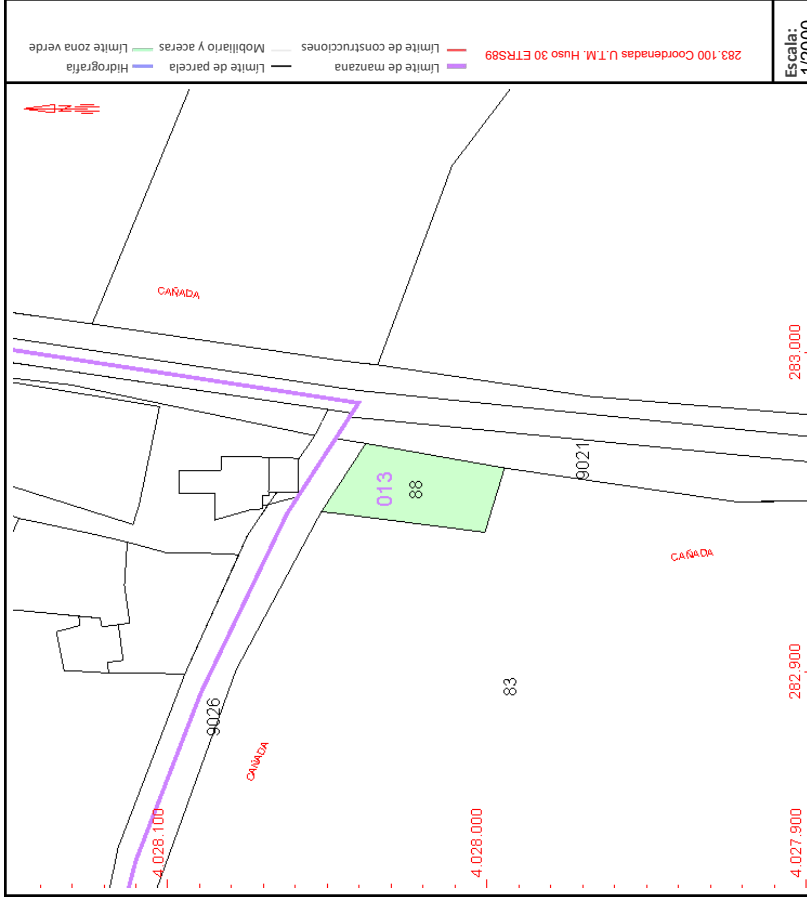 Límite de manzana
Límite de construcciones
283.100 Coordenadas U.T.M. Huso 30 ETRS89
Límite de parcela
Mobiliario y aceras
Hidrografía
Límite zona verde
Escala:
N
CAÑADA
013
88
9021
283,000
CAÑADA
83
282,900
9026
CAÑADA
4.028.100
4.028.000
4.027.900